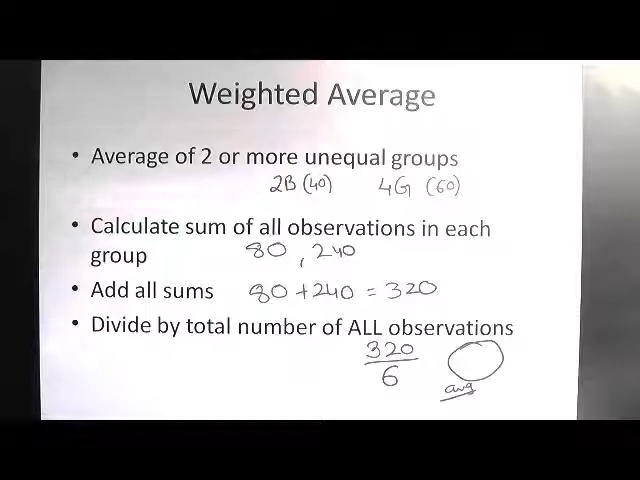 Weighted Average
• Average of 2 or more unequal groups
2B (40) 4G (60)
• Calculate sum of all observations in each
group 80 , 240
• Add all sums 80 + 240 = 320
• Divide by total number of ALL observations
320
6
avg